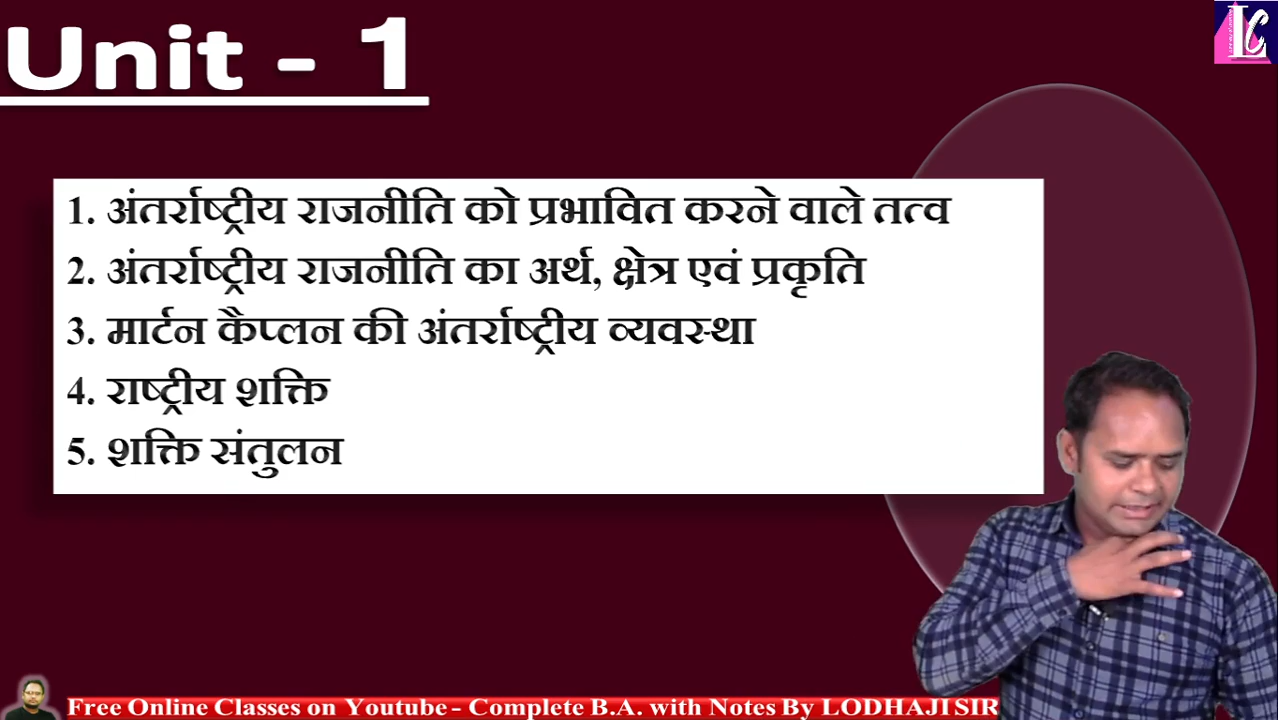 Unit - 1
LC
1. अंतर्राष्ट्रीय राजनीति को प्रभावित करने वाले तत्व
2. अंतर्राष्ट्रीय राजनीति का अर्थ, क्षेत्र एवं प्रकृति
3. मार्टन कैप्लन की अंतर्राष्ट्रीय व्यवस्था
4. राष्ट्रीय शक्ति
5. शक्ति संतुलन
Free Online Classes on Youtube - Complete B.A. with Notes By LODHAJI SIR